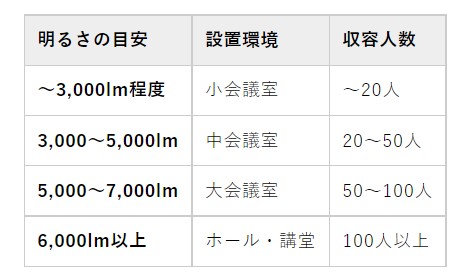 明るさの目安 設置環境 収容人数
～3,000lm程度 小会議室 ～20人
3,000～5,000lm 中会議室 20～50人
5,000～7,000lm 大会議室 50～100人
6,000lm以上 ホール・講堂 100人以上